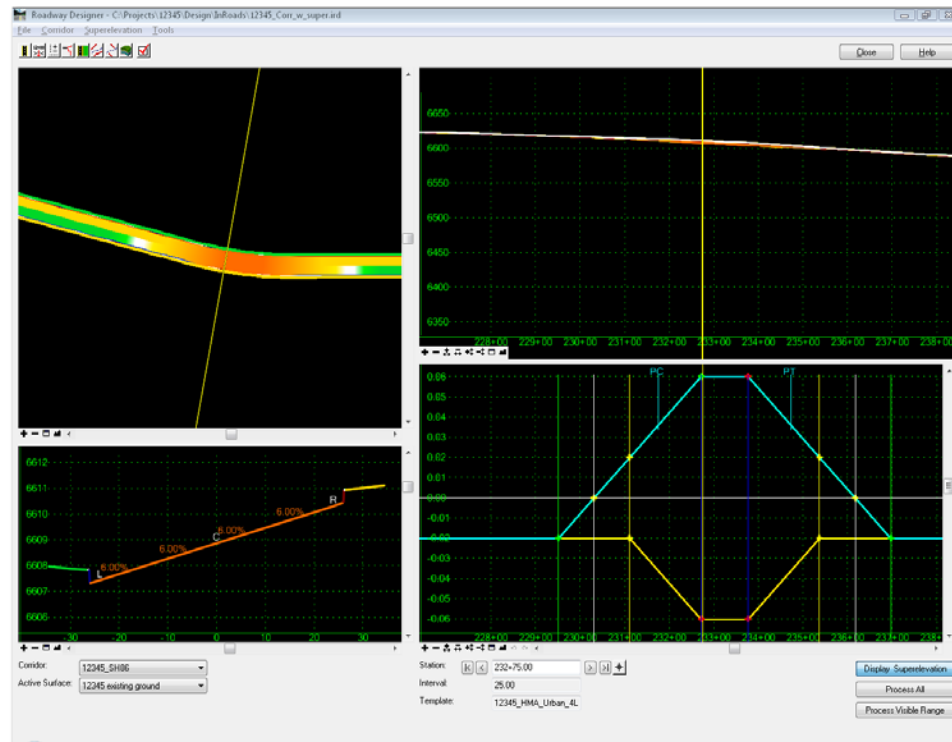 Roadway Designer - C:\Projects\12345\Design\InRoads\12345_Corr_w_super.ird
File Corridor Superelevation Tools
Close Help
6650
6600
6550
6500
6450
6400
6350
228+00 229+00 230+00 231+00 232+00 233+00 234+00 235+00 236+00 237+00 238+00
0.06
0.05
0.04
0.03
0.02
0.01
0.00
-0.01
-0.02
-0.03
-0.04
-0.05
-0.06
PC PT
228+00 229+00 230+00 231+00 232+00 233+00 234+00 235+00 236+00 237+00 238
6612
6611
6610
6609
6608
6607
6606
R
6.00%
6.00%
C
6.00%
6.00%
L
-30 -20 -10 0 10 20 30
Corridor: 12345_SH86
Active Surface: 12345 existing ground
Station: 232+75.00
Interval: 25.00
Template: 12345_HMA_Urban_4L
Display Superelevation
Process All
Process Visible Range